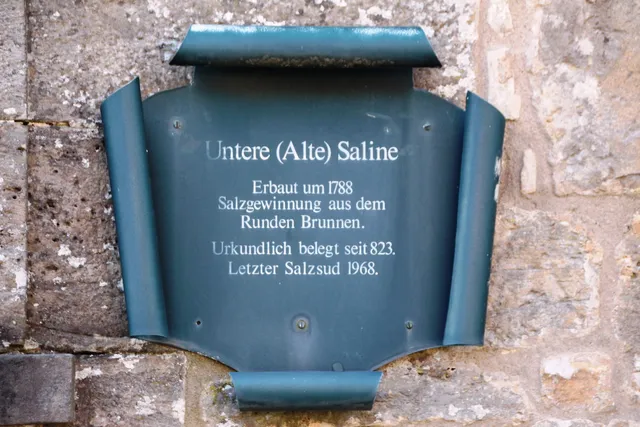 Untere (Alte) Saline
Erbaut um 1788
Salzgewinnung aus dem
Runden Brunnen.
Urkundlich belegt seit 823.
Letzter Salzsud 1968.